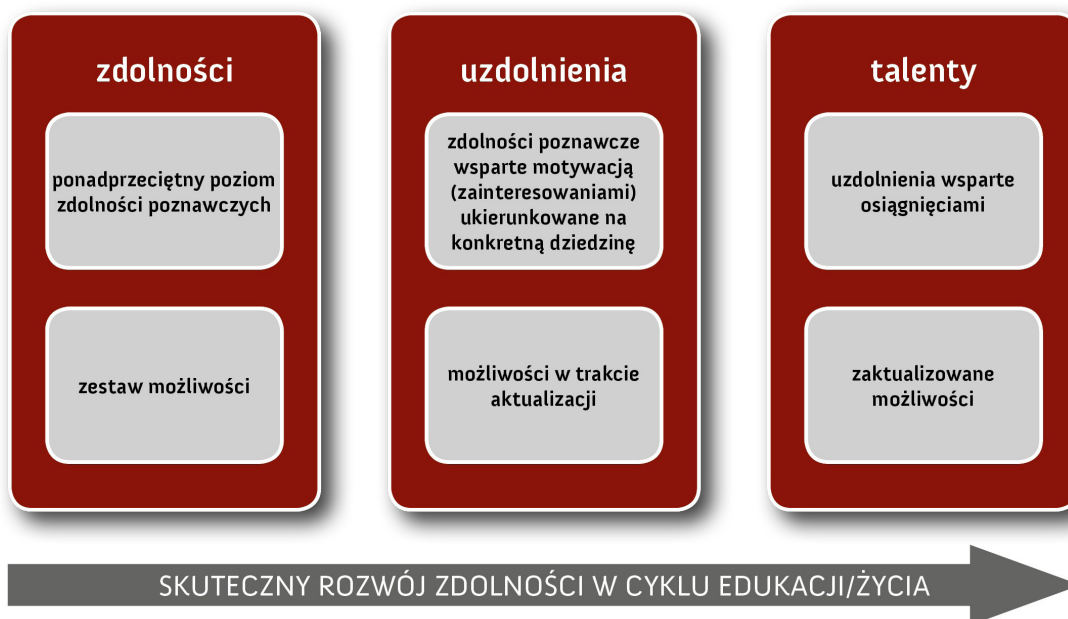 zdolności
ponadprzeciętny poziom
zdolności poznawczych
zestaw możliwości
uzdolnienia
zdolności poznawcze
wsparte motywacją
(zainteresowaniami)
ukierunkowane na
konkretną dziedzinę
możliwości w trakcie
aktualizacji
talenty
uzdolnienia wsparte
osiągnięciami
zaktualizowane
możliwości
SKUTECZNY ROZWÓJ ZDOLNOŚCI W CYKLU EDUKACJI/ŻYCIA